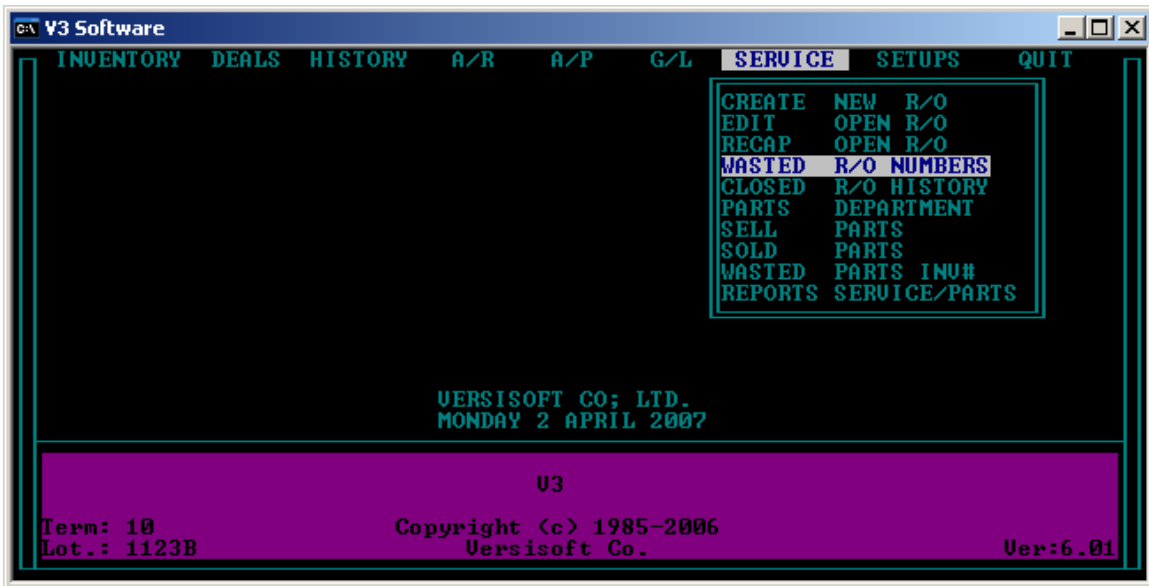 V3 Software
INVENTORY DEALS HISTORY A/R A/P G/L SERVICE SETUPS QUIT
CREATE NEW R/O
EDIT OPEN R/O
RECAP OPEN R/O
WASTED R/O NUMBERS
CLOSED R/O HISTORY
PARTS DEPARTMENT
SELL PARTS
SOLD PARTS
WASTED PARTS INV#
REPORTS SERVICE/PARTS
VERSISOFT CO; LTD.
MONDAY 2 APRIL 2007
V3
Term: 10 Copyright (c) 1985-2006
Lot.: 1123B Versisoft Co. Ver:6.01